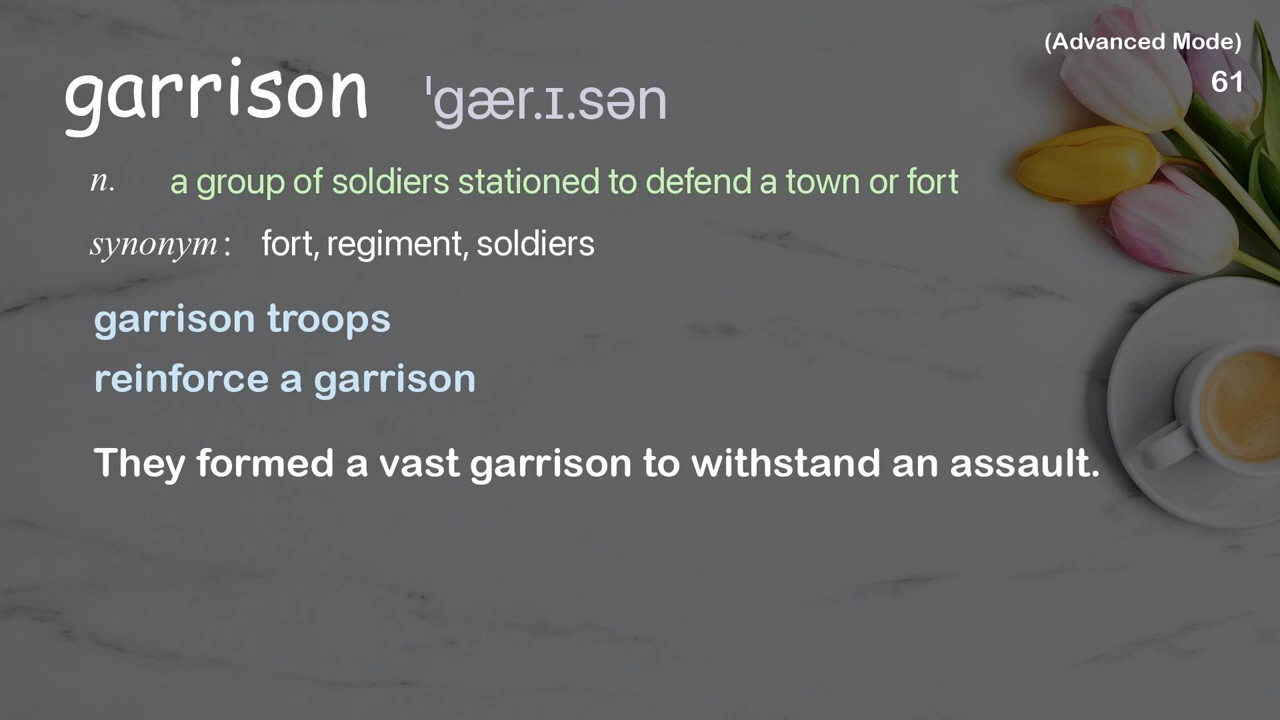 (Advanced Mode)
61
garrison ˈɡær.ɪ.sən
n. a group of soldiers stationed to defend a town or fort
synonym: fort, regiment, soldiers
garrison troops
reinforce a garrison
They formed a vast garrison to withstand an assault.